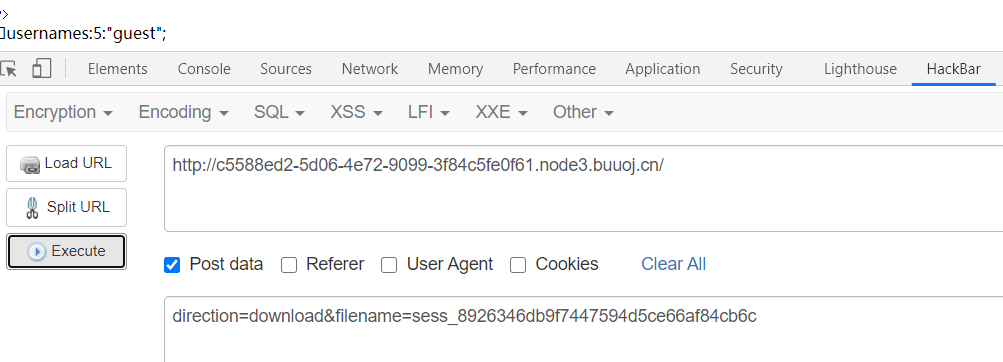 ?>
usernames:5:"guest";
Elements Console Sources Network Memory Performance Application Security Lighthouse HackBar
Encryption Encoding SQL XSS LFI XXE Other
Load URL
http://c5588ed2-5d06-4e72-9099-3f84c5fe0f61.node3.buuoj.cn/
Split URL
Execute
Post data Referer User Agent Cookies Clear All
direction=download&filename=sess_8926346db9f7447594d5ce66af84cb6c